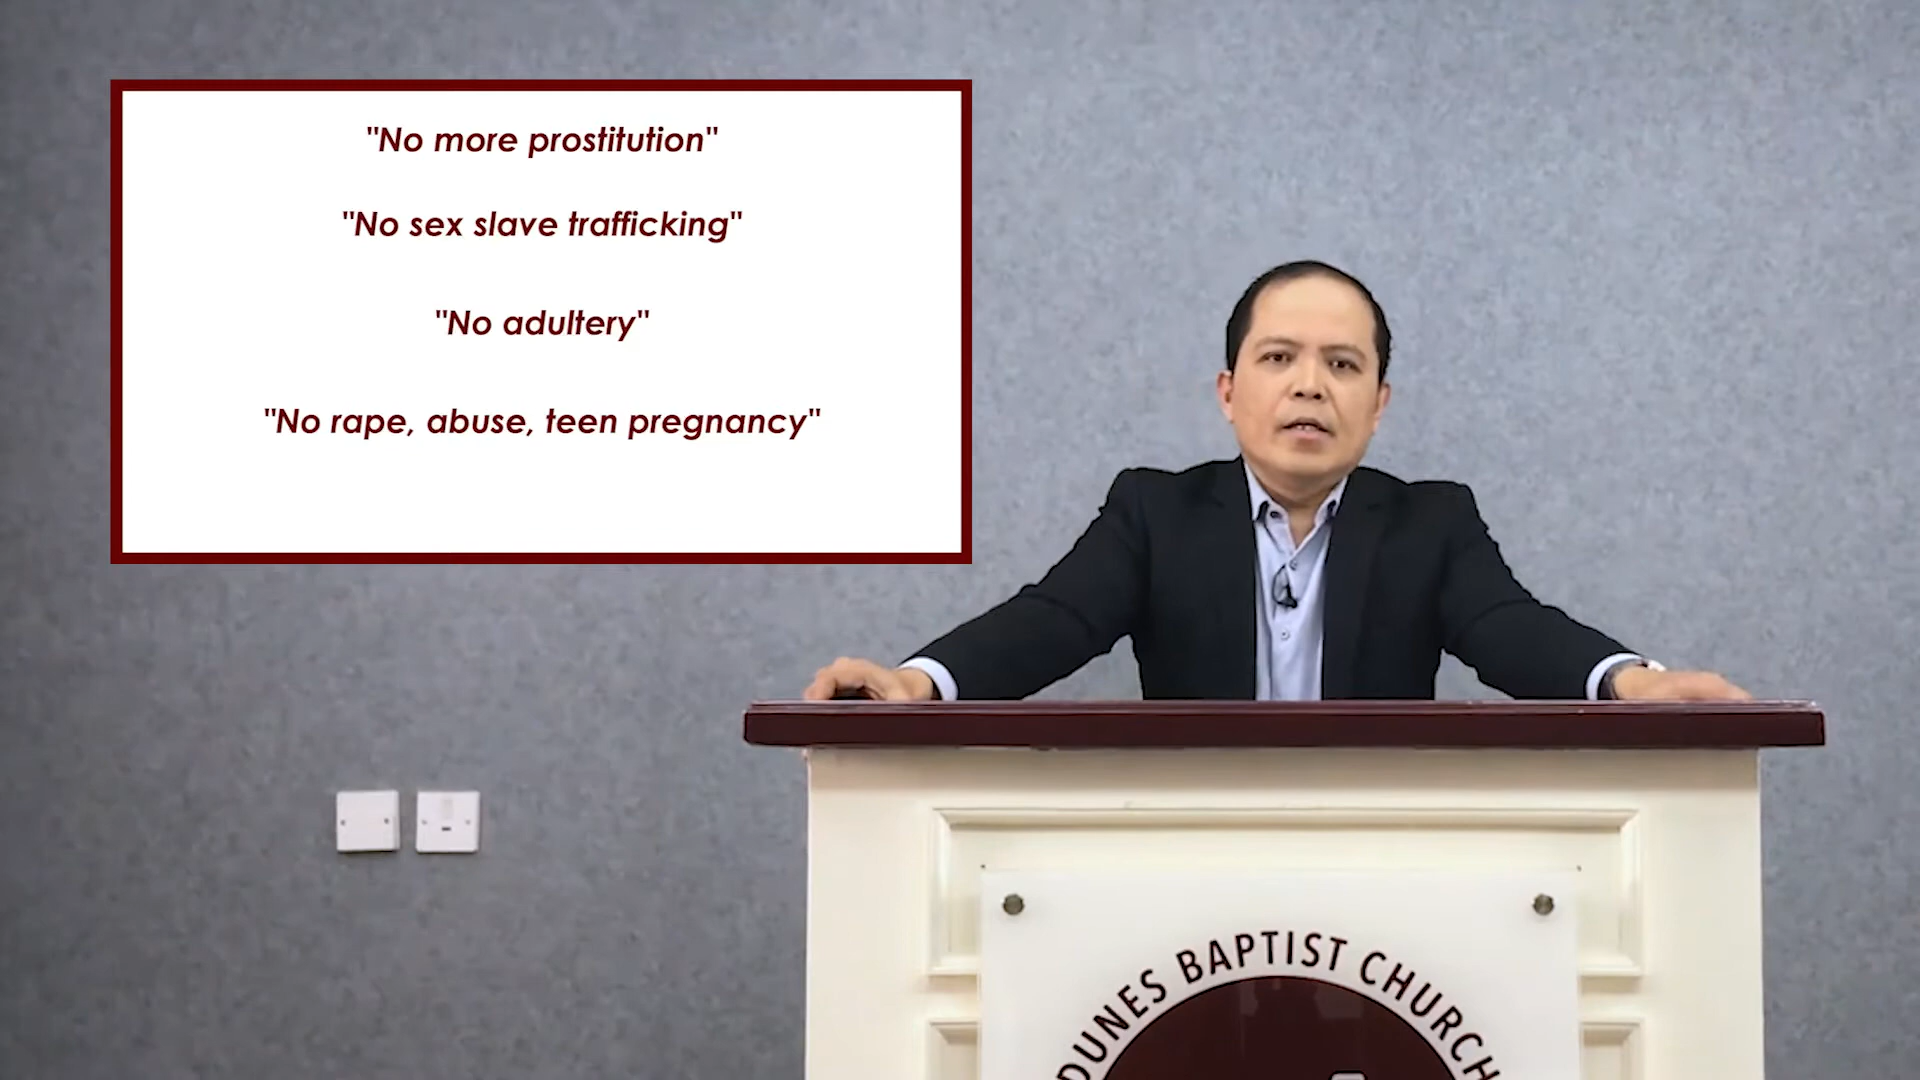 "No more prostitution"
"No sex slave trafficking"
"No adultery"
"No rape, abuse, teen pregnancy"
DUNES BAPTIST CHURCH